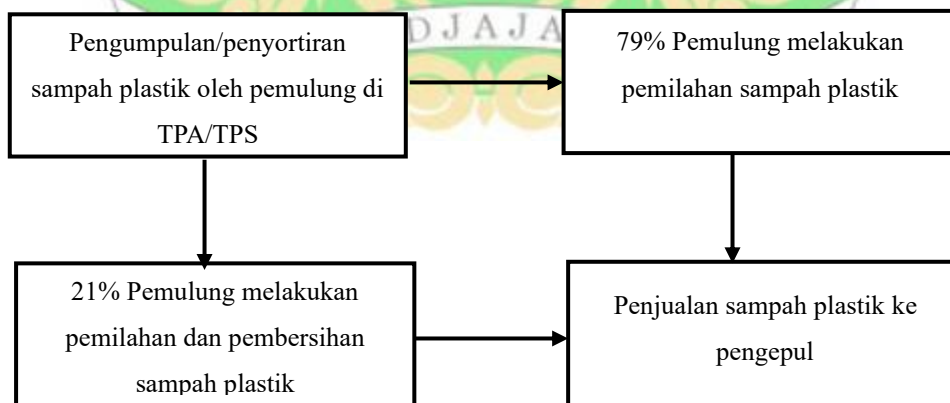 DJAJA
Pengumpulan/penyortiran
sampah plastik oleh pemulung di
TPA/TPS
79% Pemulung melakukan
pemilahan sampah plastik
21% Pemulung melakukan
pemilahan dan pembersihan
sampah plastik
Penjualan sampah plastik ke
pengepul